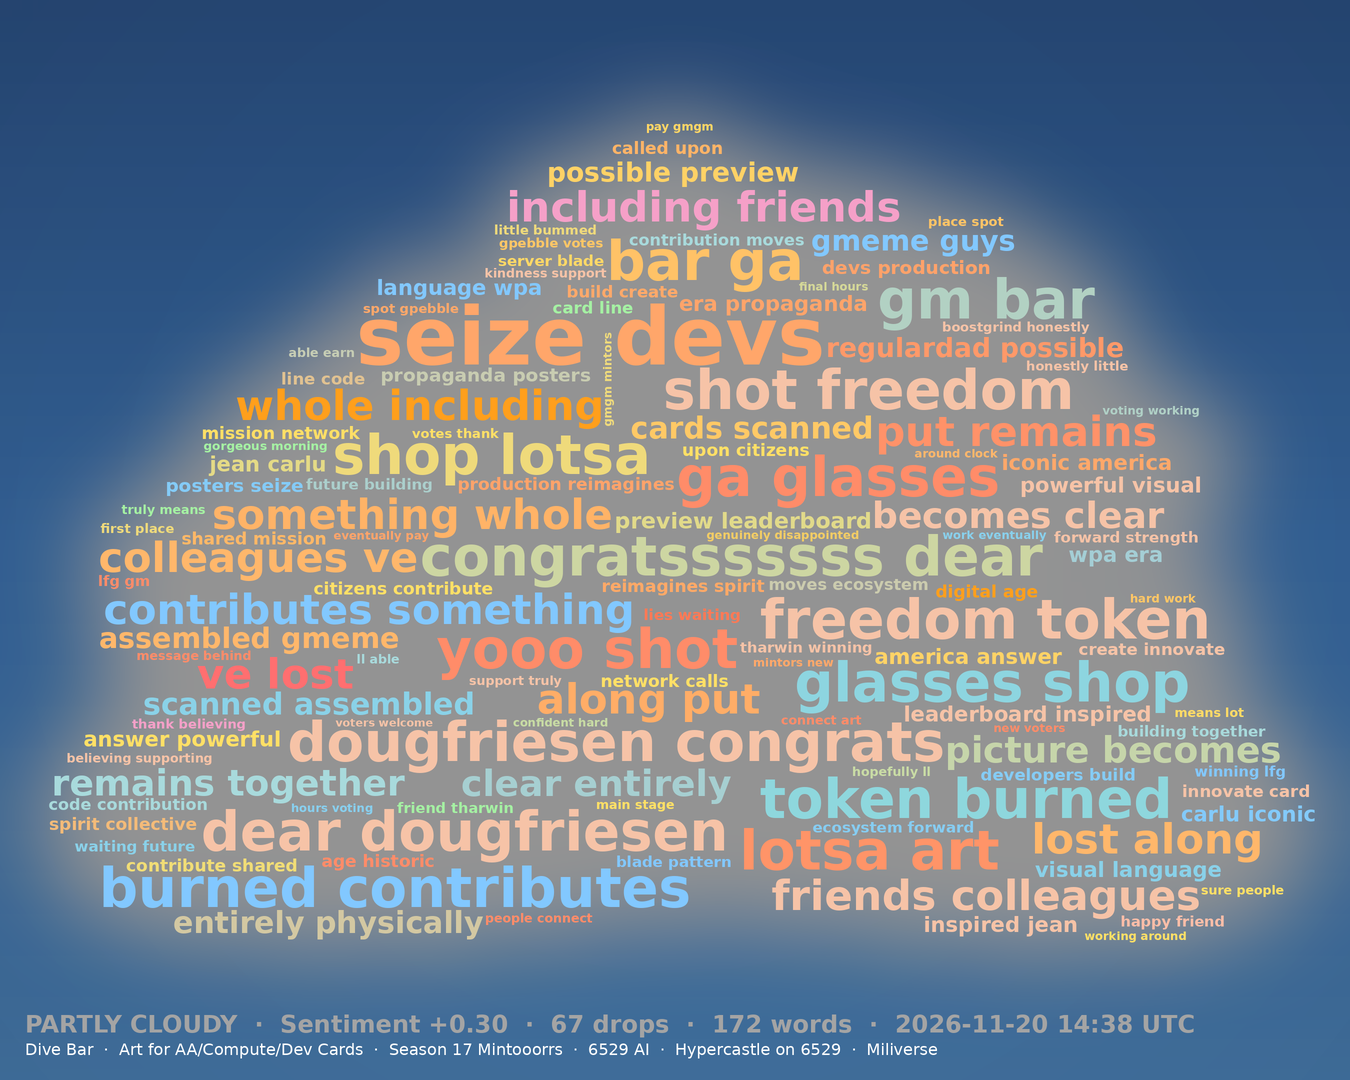 pay gmgm
called upon
possible preview
including friends
place spot
little bummed
gpebble votes
contribution moves
gmeme guys
server blade
bar ga
devs production
kindness support
language wpa
build create
final hours
era propaganda
gm bar
spot gpebble
card line
seize devs
boostgrind honestly
able earn
gmgm mintors
regulardad possible
honestly little
line code
propaganda posters
shot freedom
whole including
voting working
mission network
votes thank
cards scanned
put remains
gorgeous morning
jean carlu
shop lotsa
upon citizens
around clock
iconic america
posters seize
future building
production reimagines
ga glasses
powerful visual
truly means
something whole
preview leaderboard
becomes clear
first place
shared mission
eventually pay
genuinely disappointed
work eventually
forward strength
colleagues ve
congratsssssss dear
wpa era
lfg gm
citizens contribute
reimagines spirit
moves ecosystem
digital age
hard work
contributes something
lies waiting
freedom token
assembled gmeme
yooo shot
tharwin winning
create innovate
message behind
ve lost
ll able
mintors new
america answer
support truly
network calls
glasses shop
scanned assembled
along put
leaderboard inspired
means lot
thank believing
voters welcome
confident hard
connect art
new voters
building together
answer powerful
dougfriesen congrats
picture becomes
believing supporting
remains together
clear entirely
hopefully ll
developers build
winning lfg
token burned
innovate card
code contribution
hours voting
friend tharwin
main stage
carlu iconic
spirit collective
dear dougfriesen
ecosystem forward
lotsa art
lost along
waiting future
contribute shared
age historic
blade pattern
visual language
burned contributes
friends colleagues
sure people
entirely physically
people connect
inspired jean
happy friend
working around
PARTLY CLOUDY · Sentiment +0.30 · 67 drops · 172 words · 2026-11-20 14:38 UTC
Dive Bar · Art for AA/Compute/Dev Cards · Season 17 Mintooorrs · 6529 AI · Hypercastle on 6529 · Miliverse